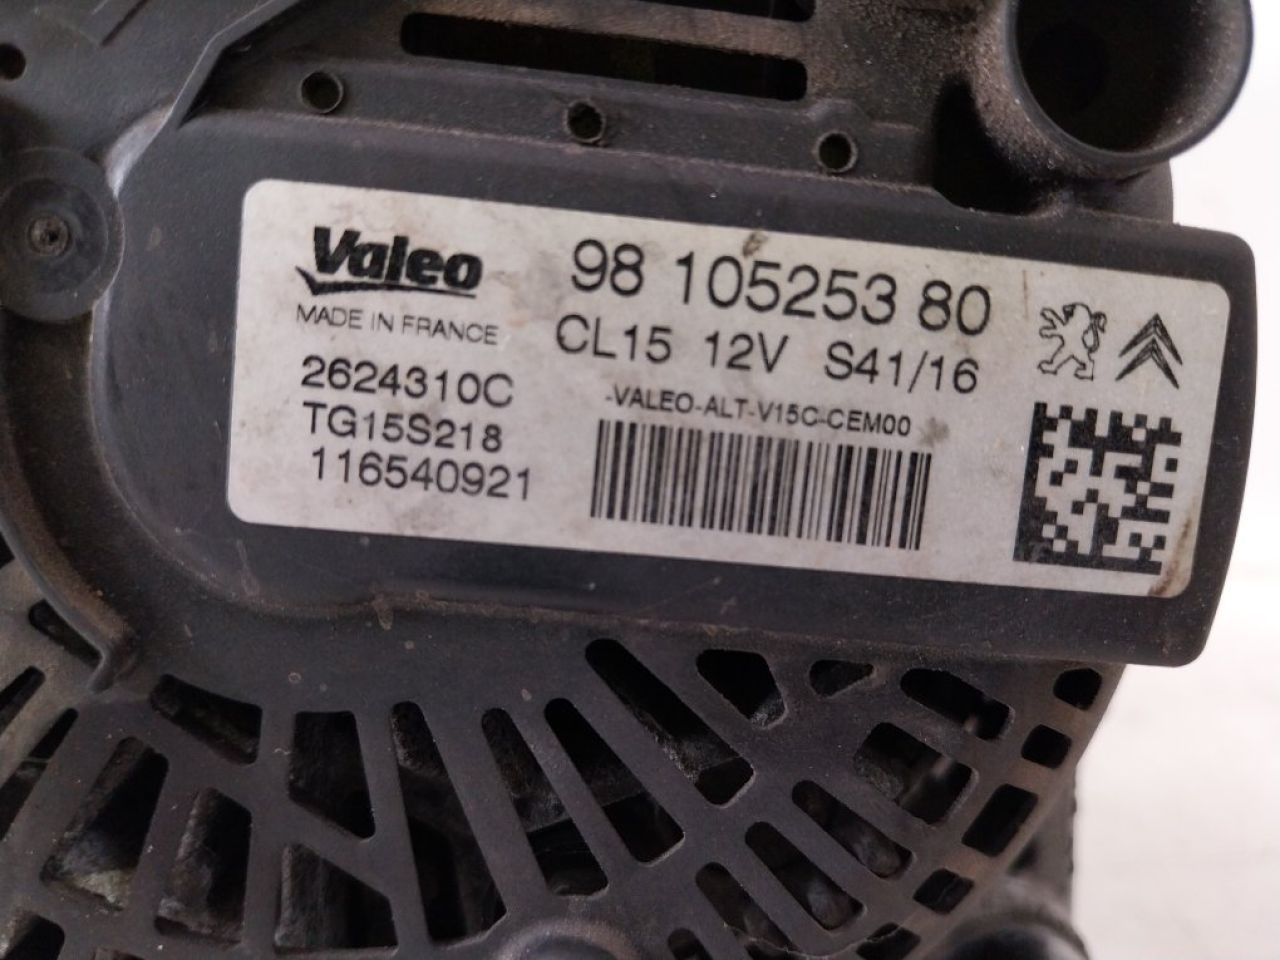 Valeo
MADE IN FRANCE
2624310C
TG15S218
116540921
98 105253 80
CL15 12V S41/16
-VALEO-ALT-V15C-CEM00